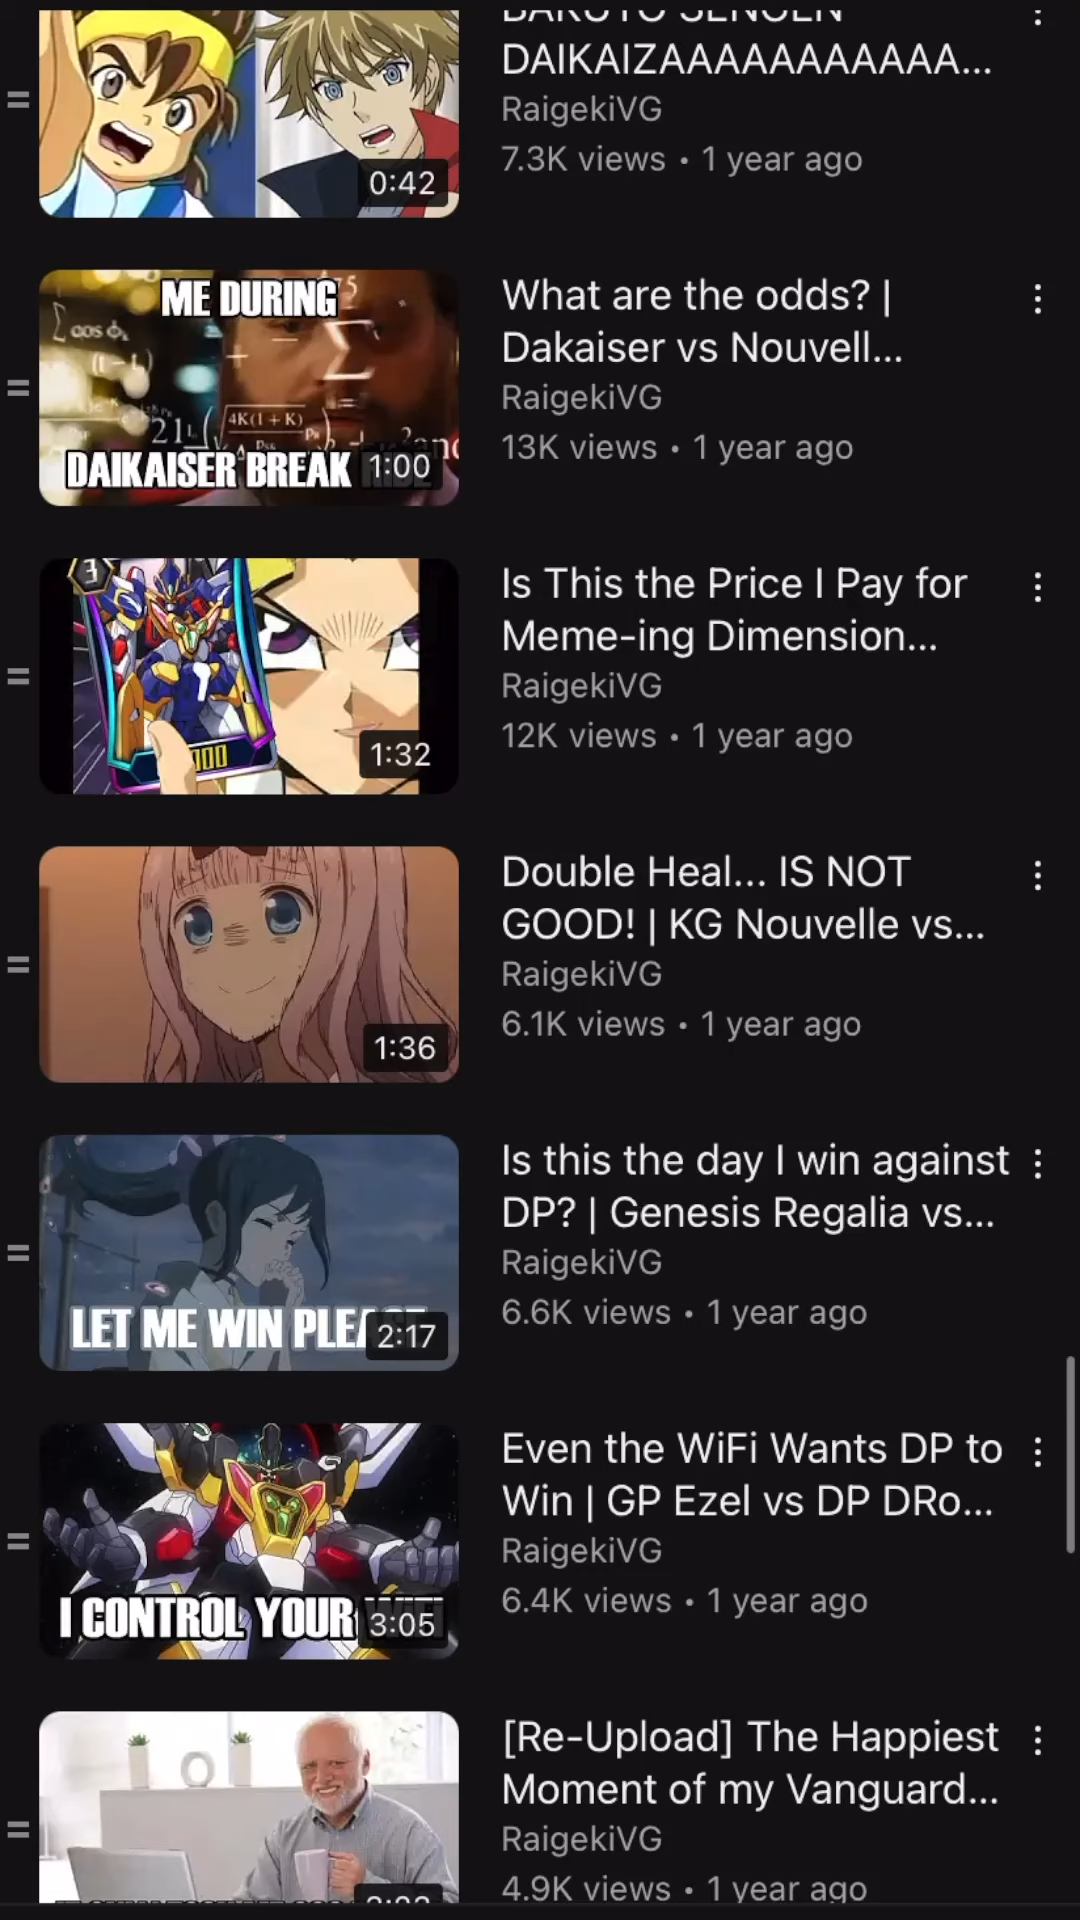 BAKUTO SENGEN
DAIKAIZAAAAAAAAAAA...
RaigekiVG
7.3K views • 1 year ago
0:42
ME DURING
DAIKAISER BREAK
1:00
What are the odds? |
Dakaiser vs Nouvell...
RaigekiVG
13K views • 1 year ago
3
000
1:32
Is This the Price I Pay for
Meme-ing Dimension...
RaigekiVG
12K views • 1 year ago
1:36
Double Heal... IS NOT
GOOD! | KG Nouvelle vs...
RaigekiVG
6.1K views • 1 year ago
LET ME WIN PLEASE
2:17
Is this the day I win against
DP? | Genesis Regalia vs...
RaigekiVG
6.6K views • 1 year ago
I CONTROL YOUR WIFI
3:05
Even the WiFi Wants DP to
Win | GP Ezel vs DP DRo...
RaigekiVG
6.4K views • 1 year ago
[Re-Upload] The Happiest
Moment of my Vanguard...
RaigekiVG
4.9K views • 1 year ago